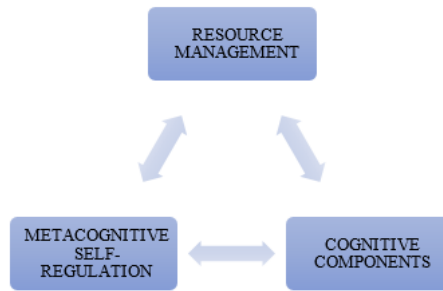 RESOURCE
MANAGEMENT
METACOGNITIVE
SELF-
REGULATION
COGNITIVE
COMPONENTS